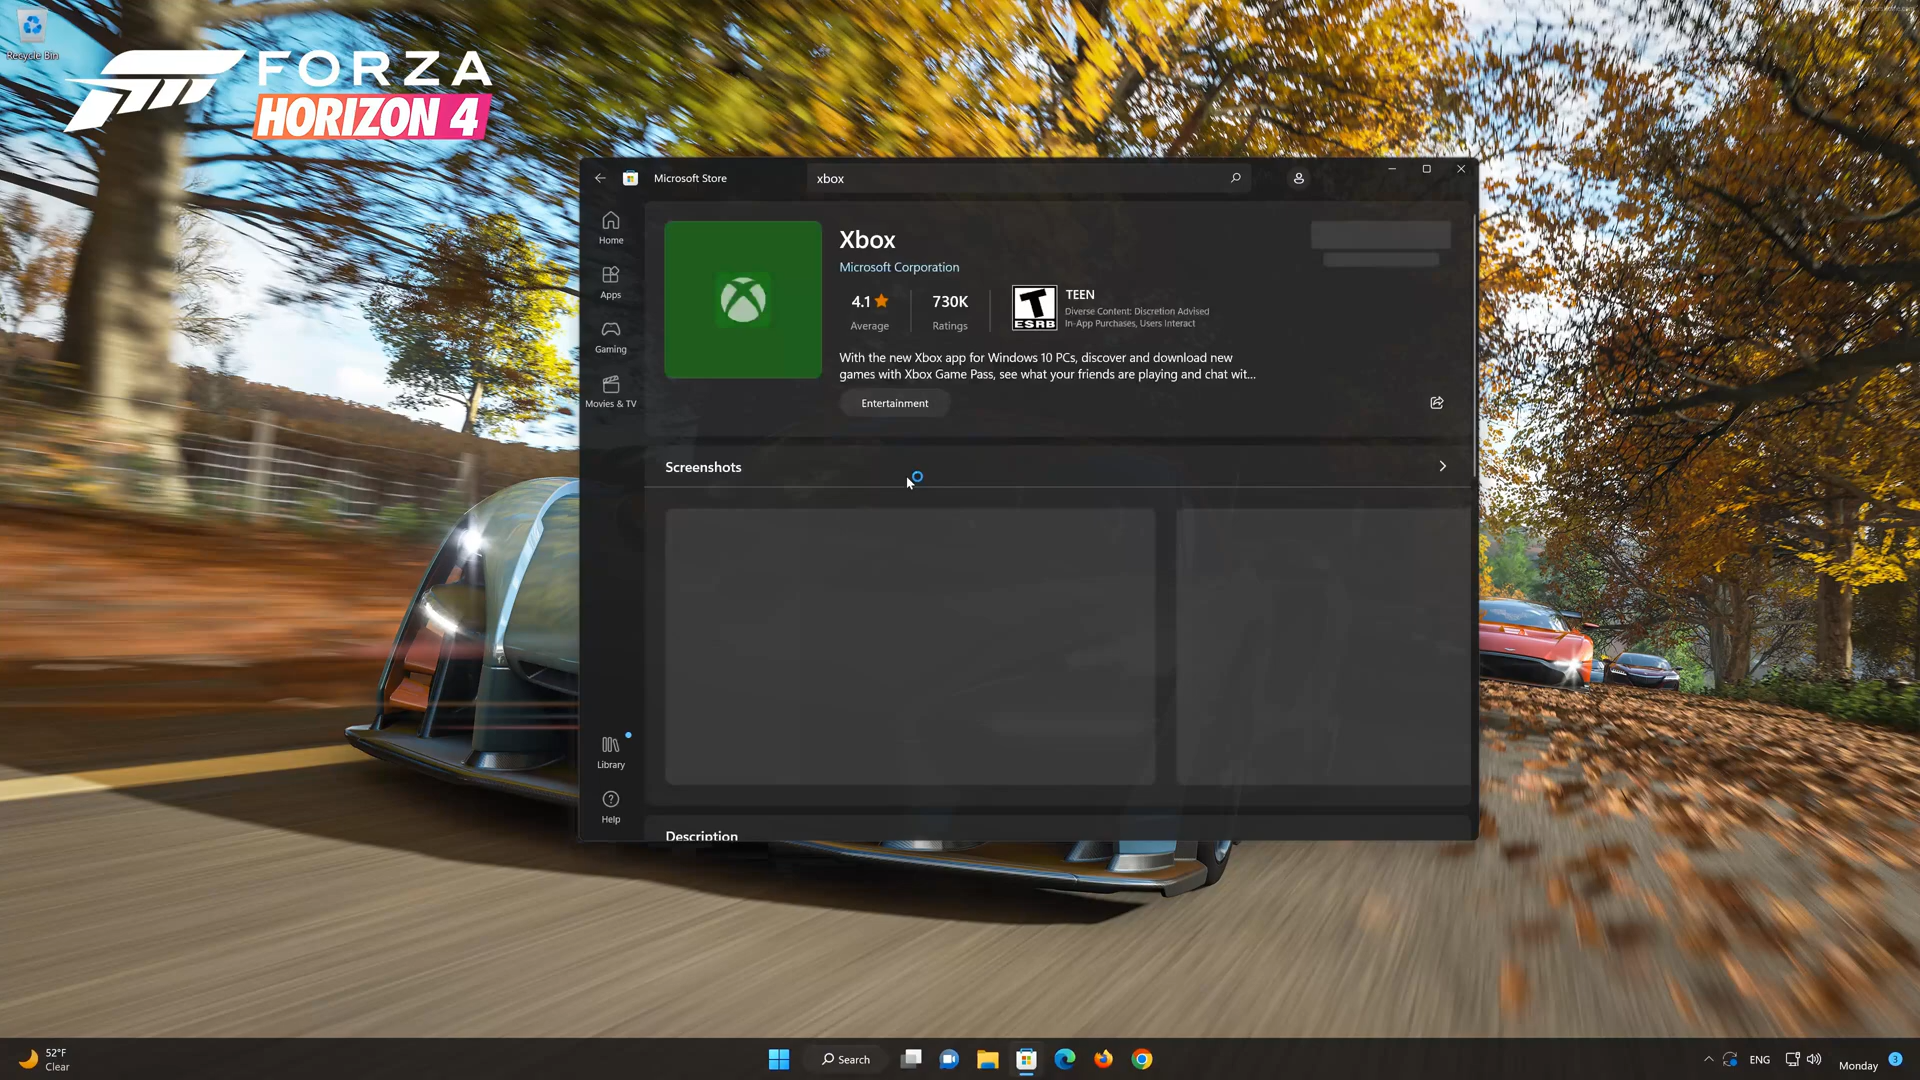 Recycle Bin
FORZA
HORIZON 4
Microsoft Store
xbox
Home
Apps
Gaming
Movies & TV
Library
Help
Xbox
Microsoft Corporation
4.1
Average
730K
Ratings
T
ESRB
TEEN
Diverse Content: Discretion Advised
In-App Purchases, Users Interact
With the new Xbox app for Windows 10 PCs, discover and download new
games with Xbox Game Pass, see what your friends are playing and chat wit...
Entertainment
Screenshots
Description
52°F
Clear
Search
ENG
Monday
3